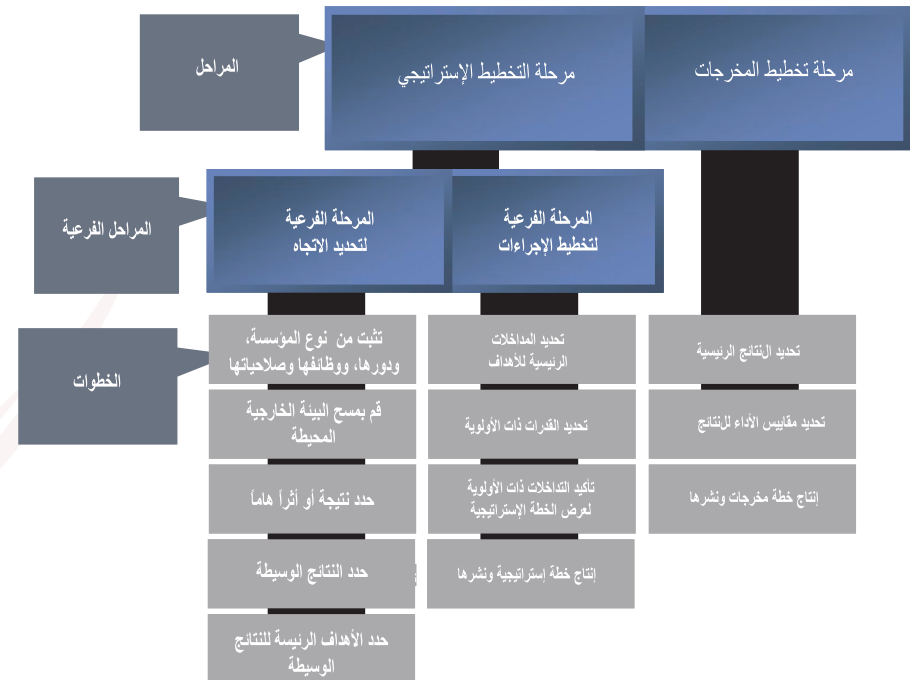 المراحل
مرحلة التخطيط الإستراتيجي
مرحلة تخطيط المخرجات
المراحل الفرعية
المرحلة الفرعية
لتحديد الاتجاه
المرحلة الفرعية
لتخطيط الإجراءات
الخطوات
تثبت من نوع المؤسسة،
ودورها، ووظائفها وصلاحياتها
قم بمسح البيئة الخارجية
المحيطة
حدد نتيجة أو أثراً هاماً
حدد النتائج الوسيطة
حدد الأهداف الرئيسة للنتائج
الوسيطة
تحديد المداخلات
الرئيسية للأهداف
تحديد القدرات ذات الأولوية
تأكيد التداخلات ذات الأولوية
لعرض الخطة الإستراتيجية
إنتاج خطة إستراتيجية ونشرها
تحديد النتائج الرئيسية
تحديد مقاييس الأداء للنتائج
إنتاج خطة مخرجات ونشرها